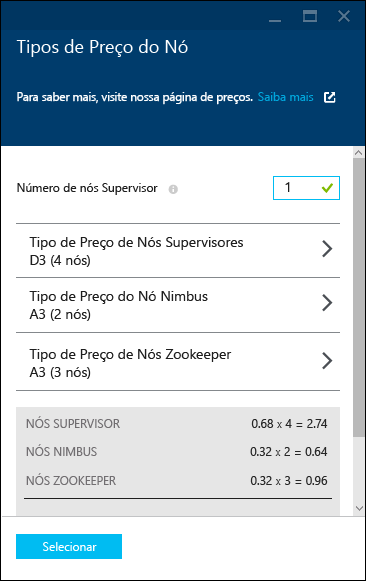 Tipos de Preço do Nó
Para saber mais, visite nossa página de preços. Saiba mais
Número de nós Supervisor 1
Tipo de Preço de Nós Supervisores
D3 (4 nós)
Tipo de Preço do Nó Nimbus
A3 (2 nós)
Tipo de Preço de Nós Zookeeper
A3 (3 nós)
NÓS SUPERVISOR 0.68 x 4 = 2.74
NÓS NIMBUS 0.32 x 2 = 0.64
NÓS ZOOKEEPER 0.32 x 3 = 0.96
Selecionar